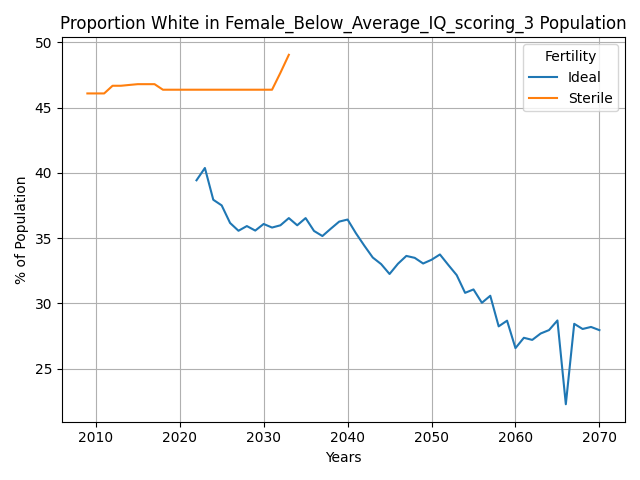 Proportion White in Female_Below_Average_IQ_scoring_3 Population
50
45
40
35
30
25
% of Population
Fertility
Ideal
Sterile
2010
2020
2030
2040
2050
2060
2070
Years